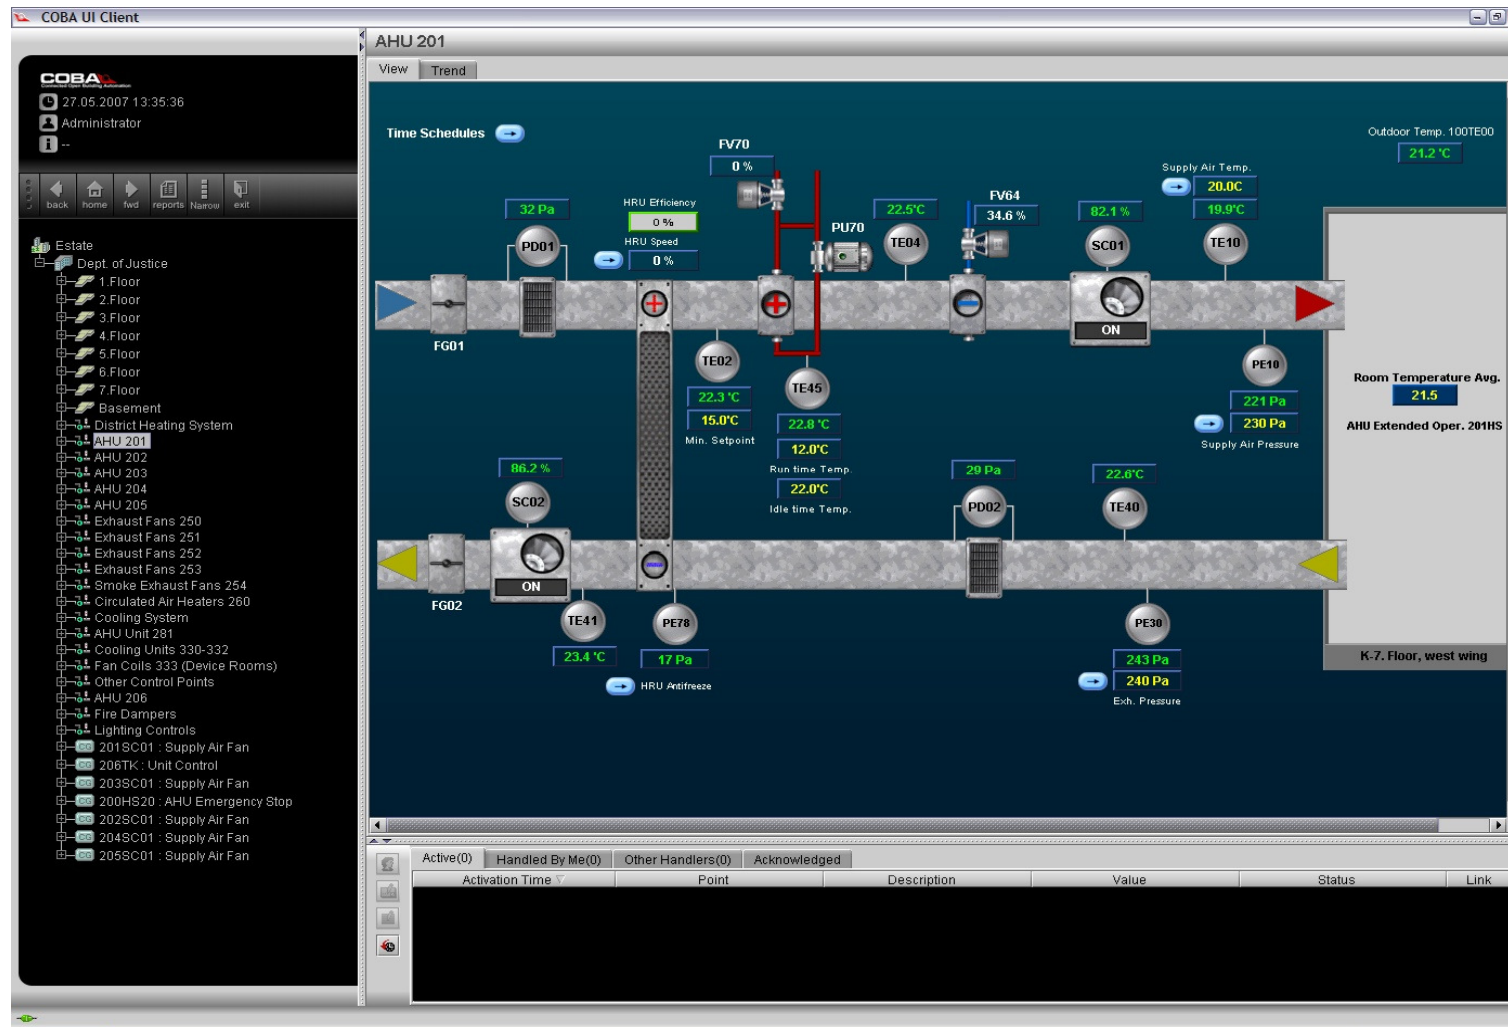 COBA UI Client
COBA
Connected Open Building Automation
27.05.2007 13:35:36
Administrator
--
back home fwd reports Narrow exit
Estate
Dept. of Justice
1.Floor
2.Floor
3.Floor
4.Floor
5.Floor
6.Floor
7.Floor
Basement
District Heating System
AHU 201
AHU 202
AHU 203
AHU 204
AHU 205
Exhaust Fans 250
Exhaust Fans 251
Exhaust Fans 252
Exhaust Fans 253
Smoke Exhaust Fans 254
Circulated Air Heaters 260
Cooling System
AHU Unit 281
Cooling Units 330-332
Fan Coils 333 (Device Rooms)
Other Control Points
AHU 206
Fire Dampers
Lighting Controls
CG 201SC01 : Supply Air Fan
CG 206TK : Unit Control
CG 203SC01 : Supply Air Fan
CG 200HS20 : AHU Emergency Stop
CG 202SC01 : Supply Air Fan
CG 204SC01 : Supply Air Fan
CG 205SC01 : Supply Air Fan
AHU 201
View Trend
Time Schedules
Outdoor Temp. 100TE00
21.2 °C
FV70
0 %
Supply Air Temp.
20.0C
19.9°C
HRU Efficiency
0 %
HRU Speed
0 %
32 Pa
PD01
PU70
22.5°C
TE04
FV64
34.6 %
82.1 %
SC01
TE10
ON
FG01
TE02
22.3 °C
15.0°C
Min. Setpoint
TE45
22.8 °C
12.0°C
Run time Temp.
22.0°C
Idle time Temp.
PE10
221 Pa
230 Pa
Supply Air Pressure
Room Temperature Avg.
21.5
AHU Extended Oper. 201HS
86.2 %
SC02
ON
29 Pa
PD02
22.6°C
TE40
FG02
TE41
23.4 °C
PE78
17 Pa
HRU Antifreeze
PE30
243 Pa
240 Pa
Exh. Pressure
K-7. Floor, west wing
Active(0) Handled By Me(0) Other Handlers(0) Acknowledged
Activation Time Point Description Value Status Link